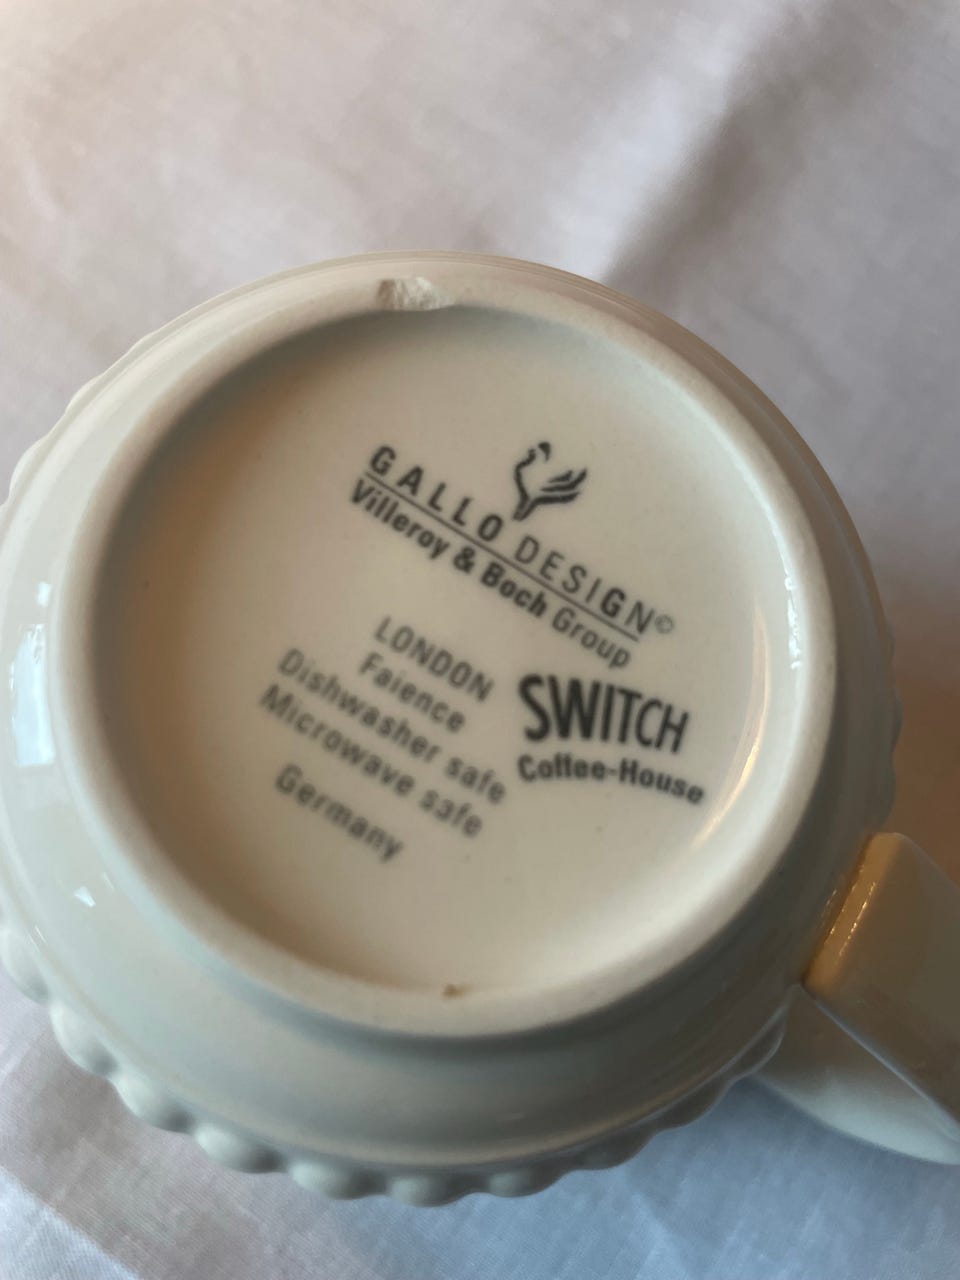 GALLO DESIGN©
Villeroy & Boch Group
LONDON
Faience
Dishwasher safe
Microwave safe
Germany
SWITCH
Coffee-House